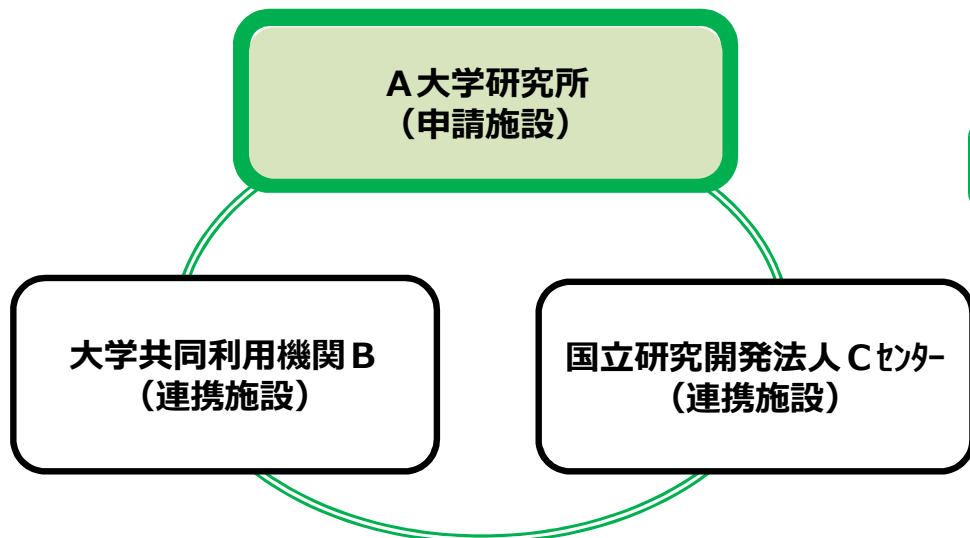 A大学研究所
（申請施設）
大学共同利用機関B
（連携施設）
国立研究開発法人Cｾﾝﾀｰ
（連携施設）